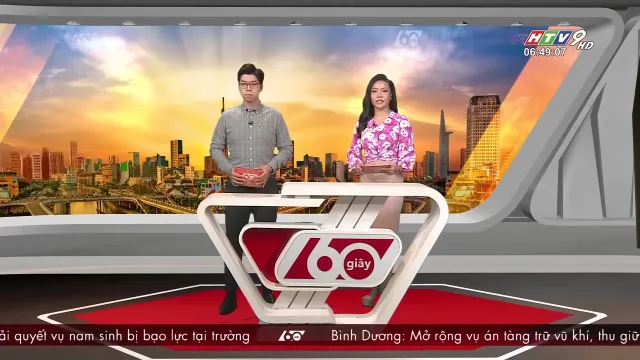 HTV9 HD
06:49:07
60 giây
ải quyết vụ nam sinh bị bạo lực tại trường 60 Bình Dương: Mở rộng vụ án tàng trữ vũ khí, thu giữ